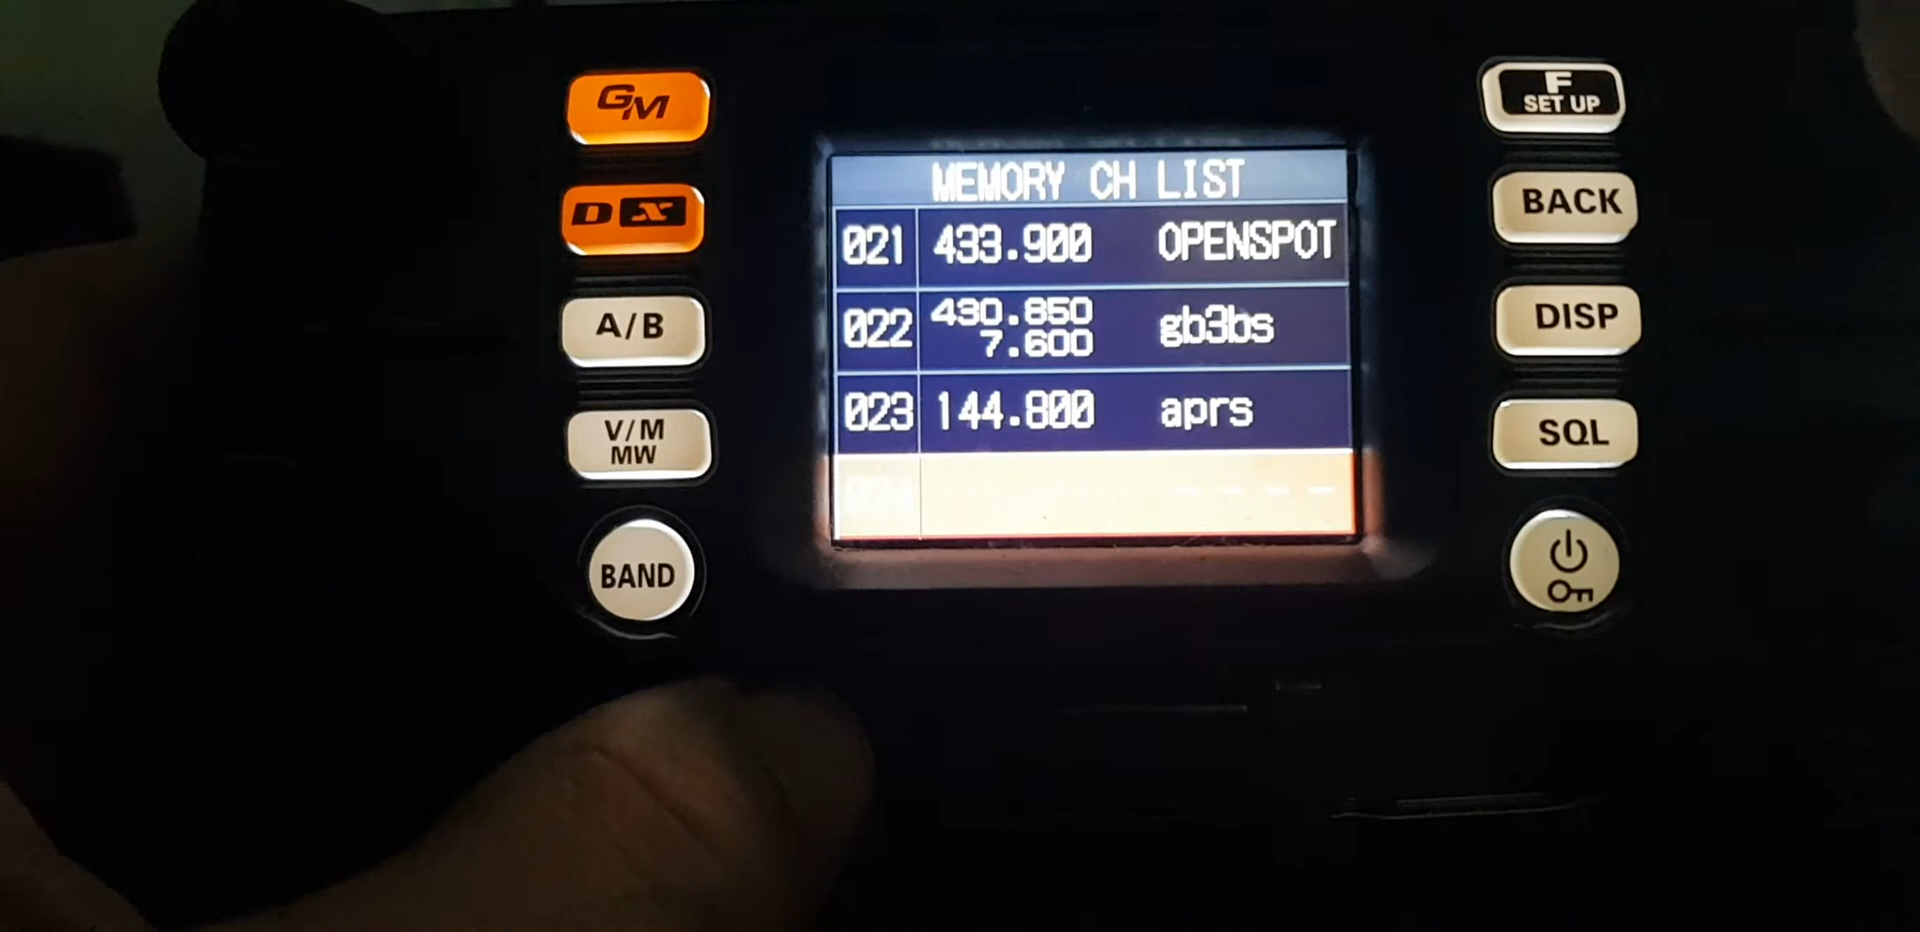 GM
F
SET UP
MEMORY CH LIST
DX
BACK
021 433.900 OPENSPOT
A/B
022 430.850 gb3bs
7.600
DISP
023 144.800 aprs
V/M
MW
SQL
- - - -
BAND